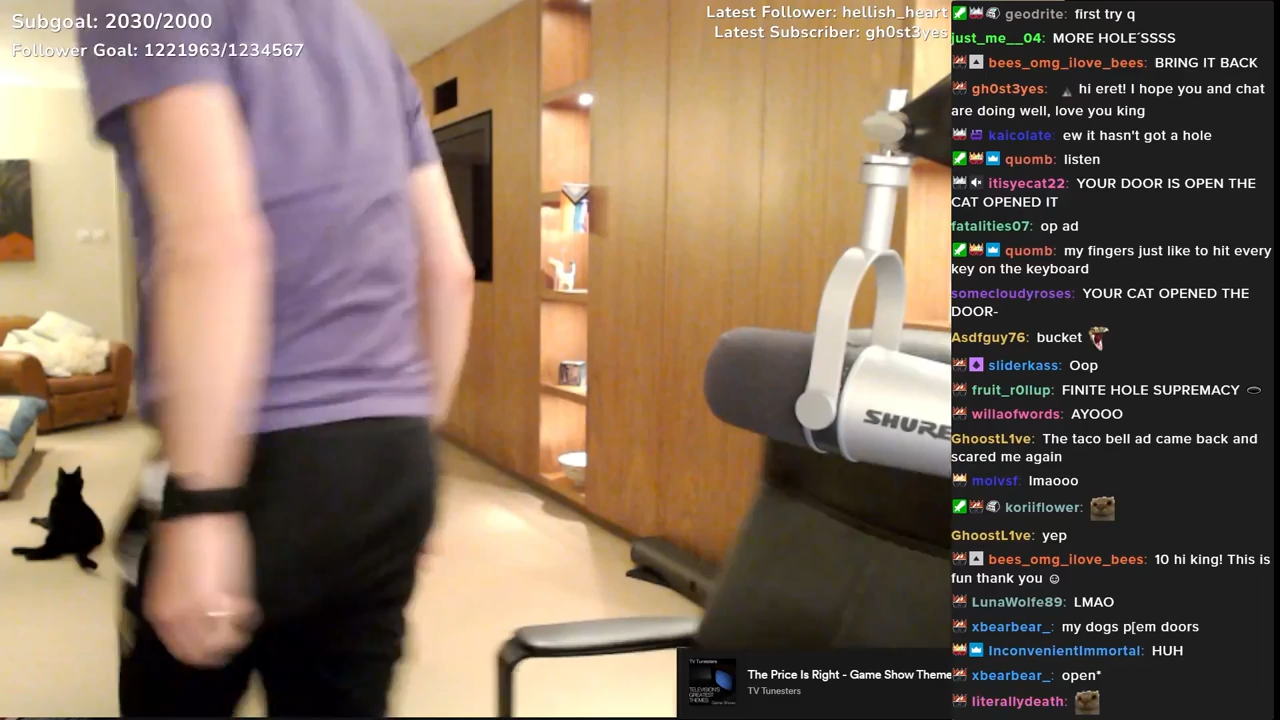 Subgoal: 2030/2000
Follower Goal: 1221963/1234567
Latest Follower: hellish_heart
Latest Subscriber: gh0st3yes
SHURE
TV Tunesters
The Price Is Right - Game Show Theme
TV Tunesters
geodrite: first try q
just_me__04: MORE HOLE´SSSS
bees_omg_ilove_bees: BRING IT BACK
gh0st3yes: hi eret! I hope you and chat
are doing well, love you king
kaicolate: ew it hasn't got a hole
quomb: listen
itisyecat22: YOUR DOOR IS OPEN THE
CAT OPENED IT
fatalities07: op ad
quomb: my fingers just like to hit every
key on the keyboard
somecloudyroses: YOUR CAT OPENED THE
DOOR-
Asdfguy76: bucket
sliderkass: Oop
fruit_r0llup: FINITE HOLE SUPREMACY
willaofwords: AYOOO
GhoostL1ve: The taco bell ad came back and
scared me again
moivsf: lmaooo
koriiflower:
GhoostL1ve: yep
bees_omg_ilove_bees: 10 hi king! This is
fun thank you ☺
LunaWolfe89: LMAO
xbearbear_: my dogs p[em doors
InconvenientImmortal: HUH
xbearbear_: open*
literallydeath: